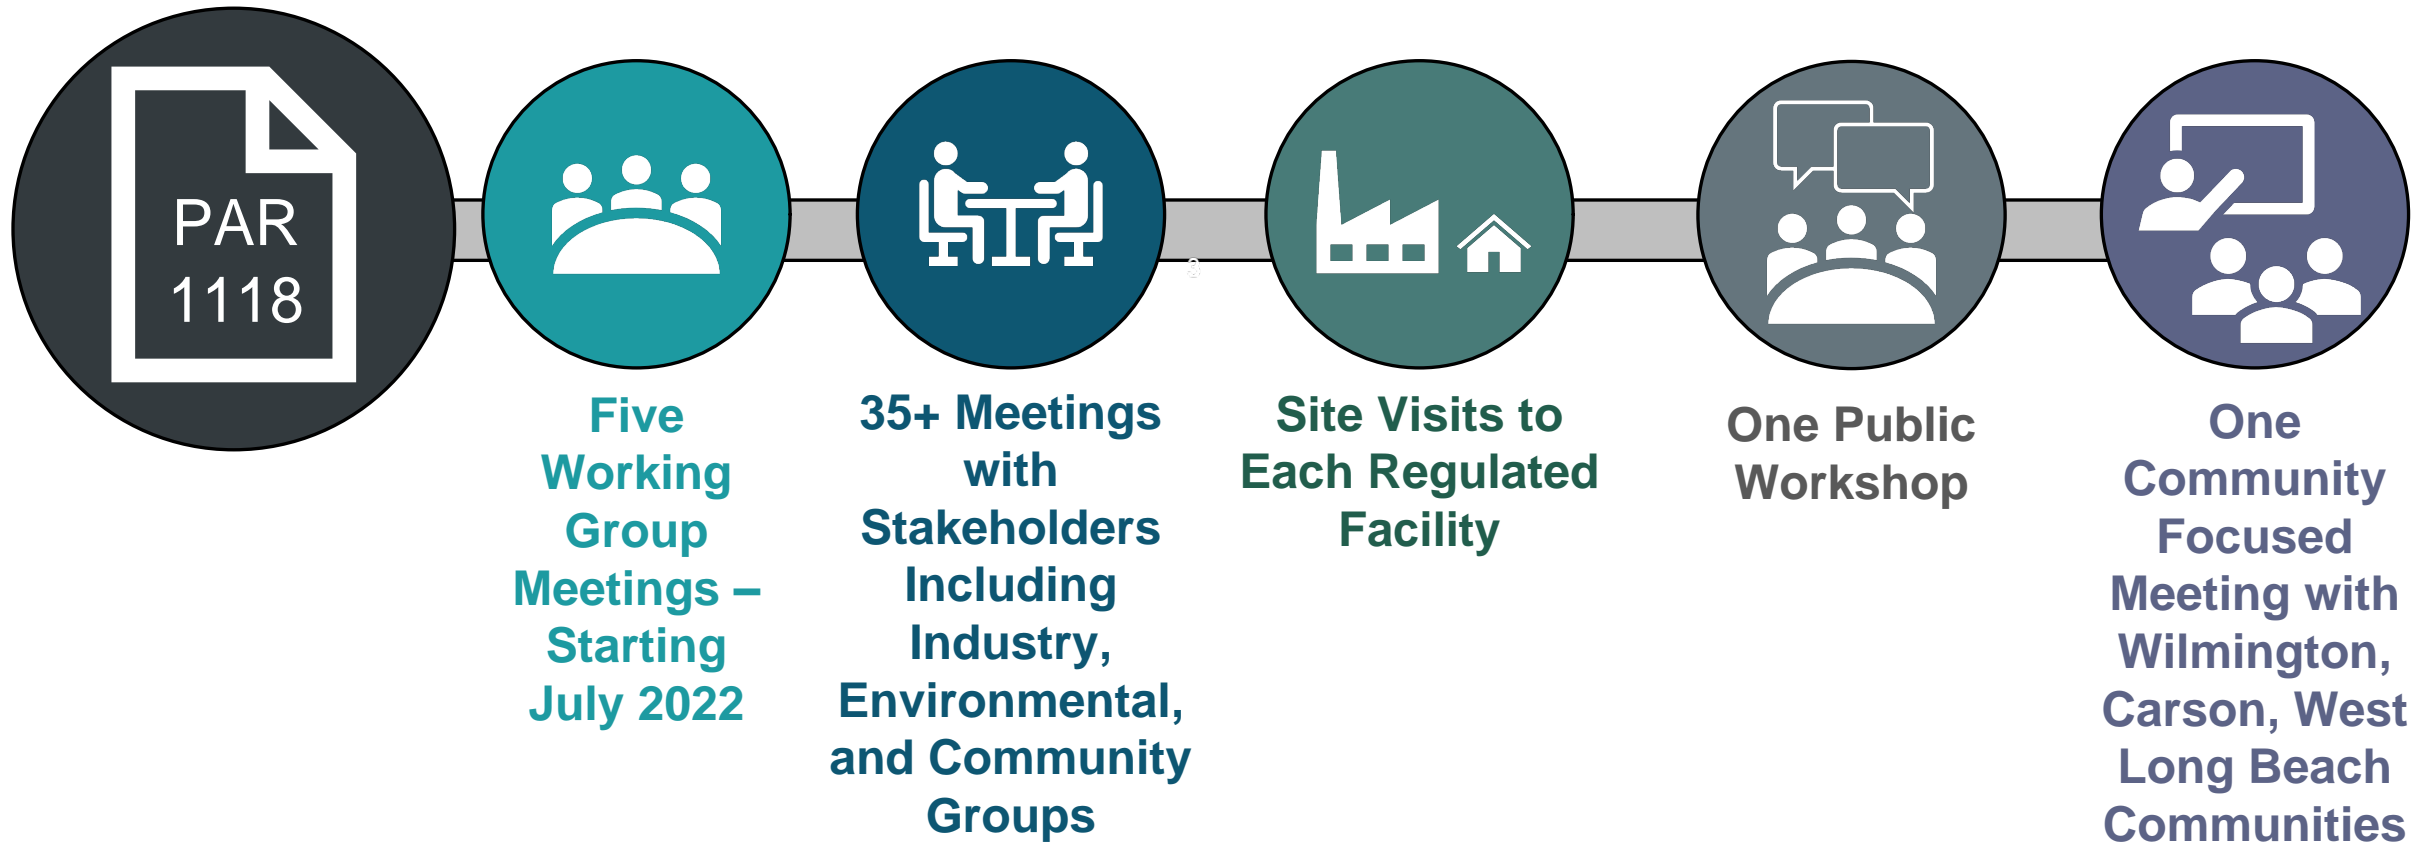 PAR
1118
Five
Working
Group
Meetings –
Starting
July 2022
35+ Meetings
with
Stakeholders
Including
Industry,
Environmental,
and Community
Groups
Site Visits to
Each Regulated
Facility
One Public
Workshop
One
Community
Focused
Meeting with
Wilmington,
Carson, West
Long Beach
Communities